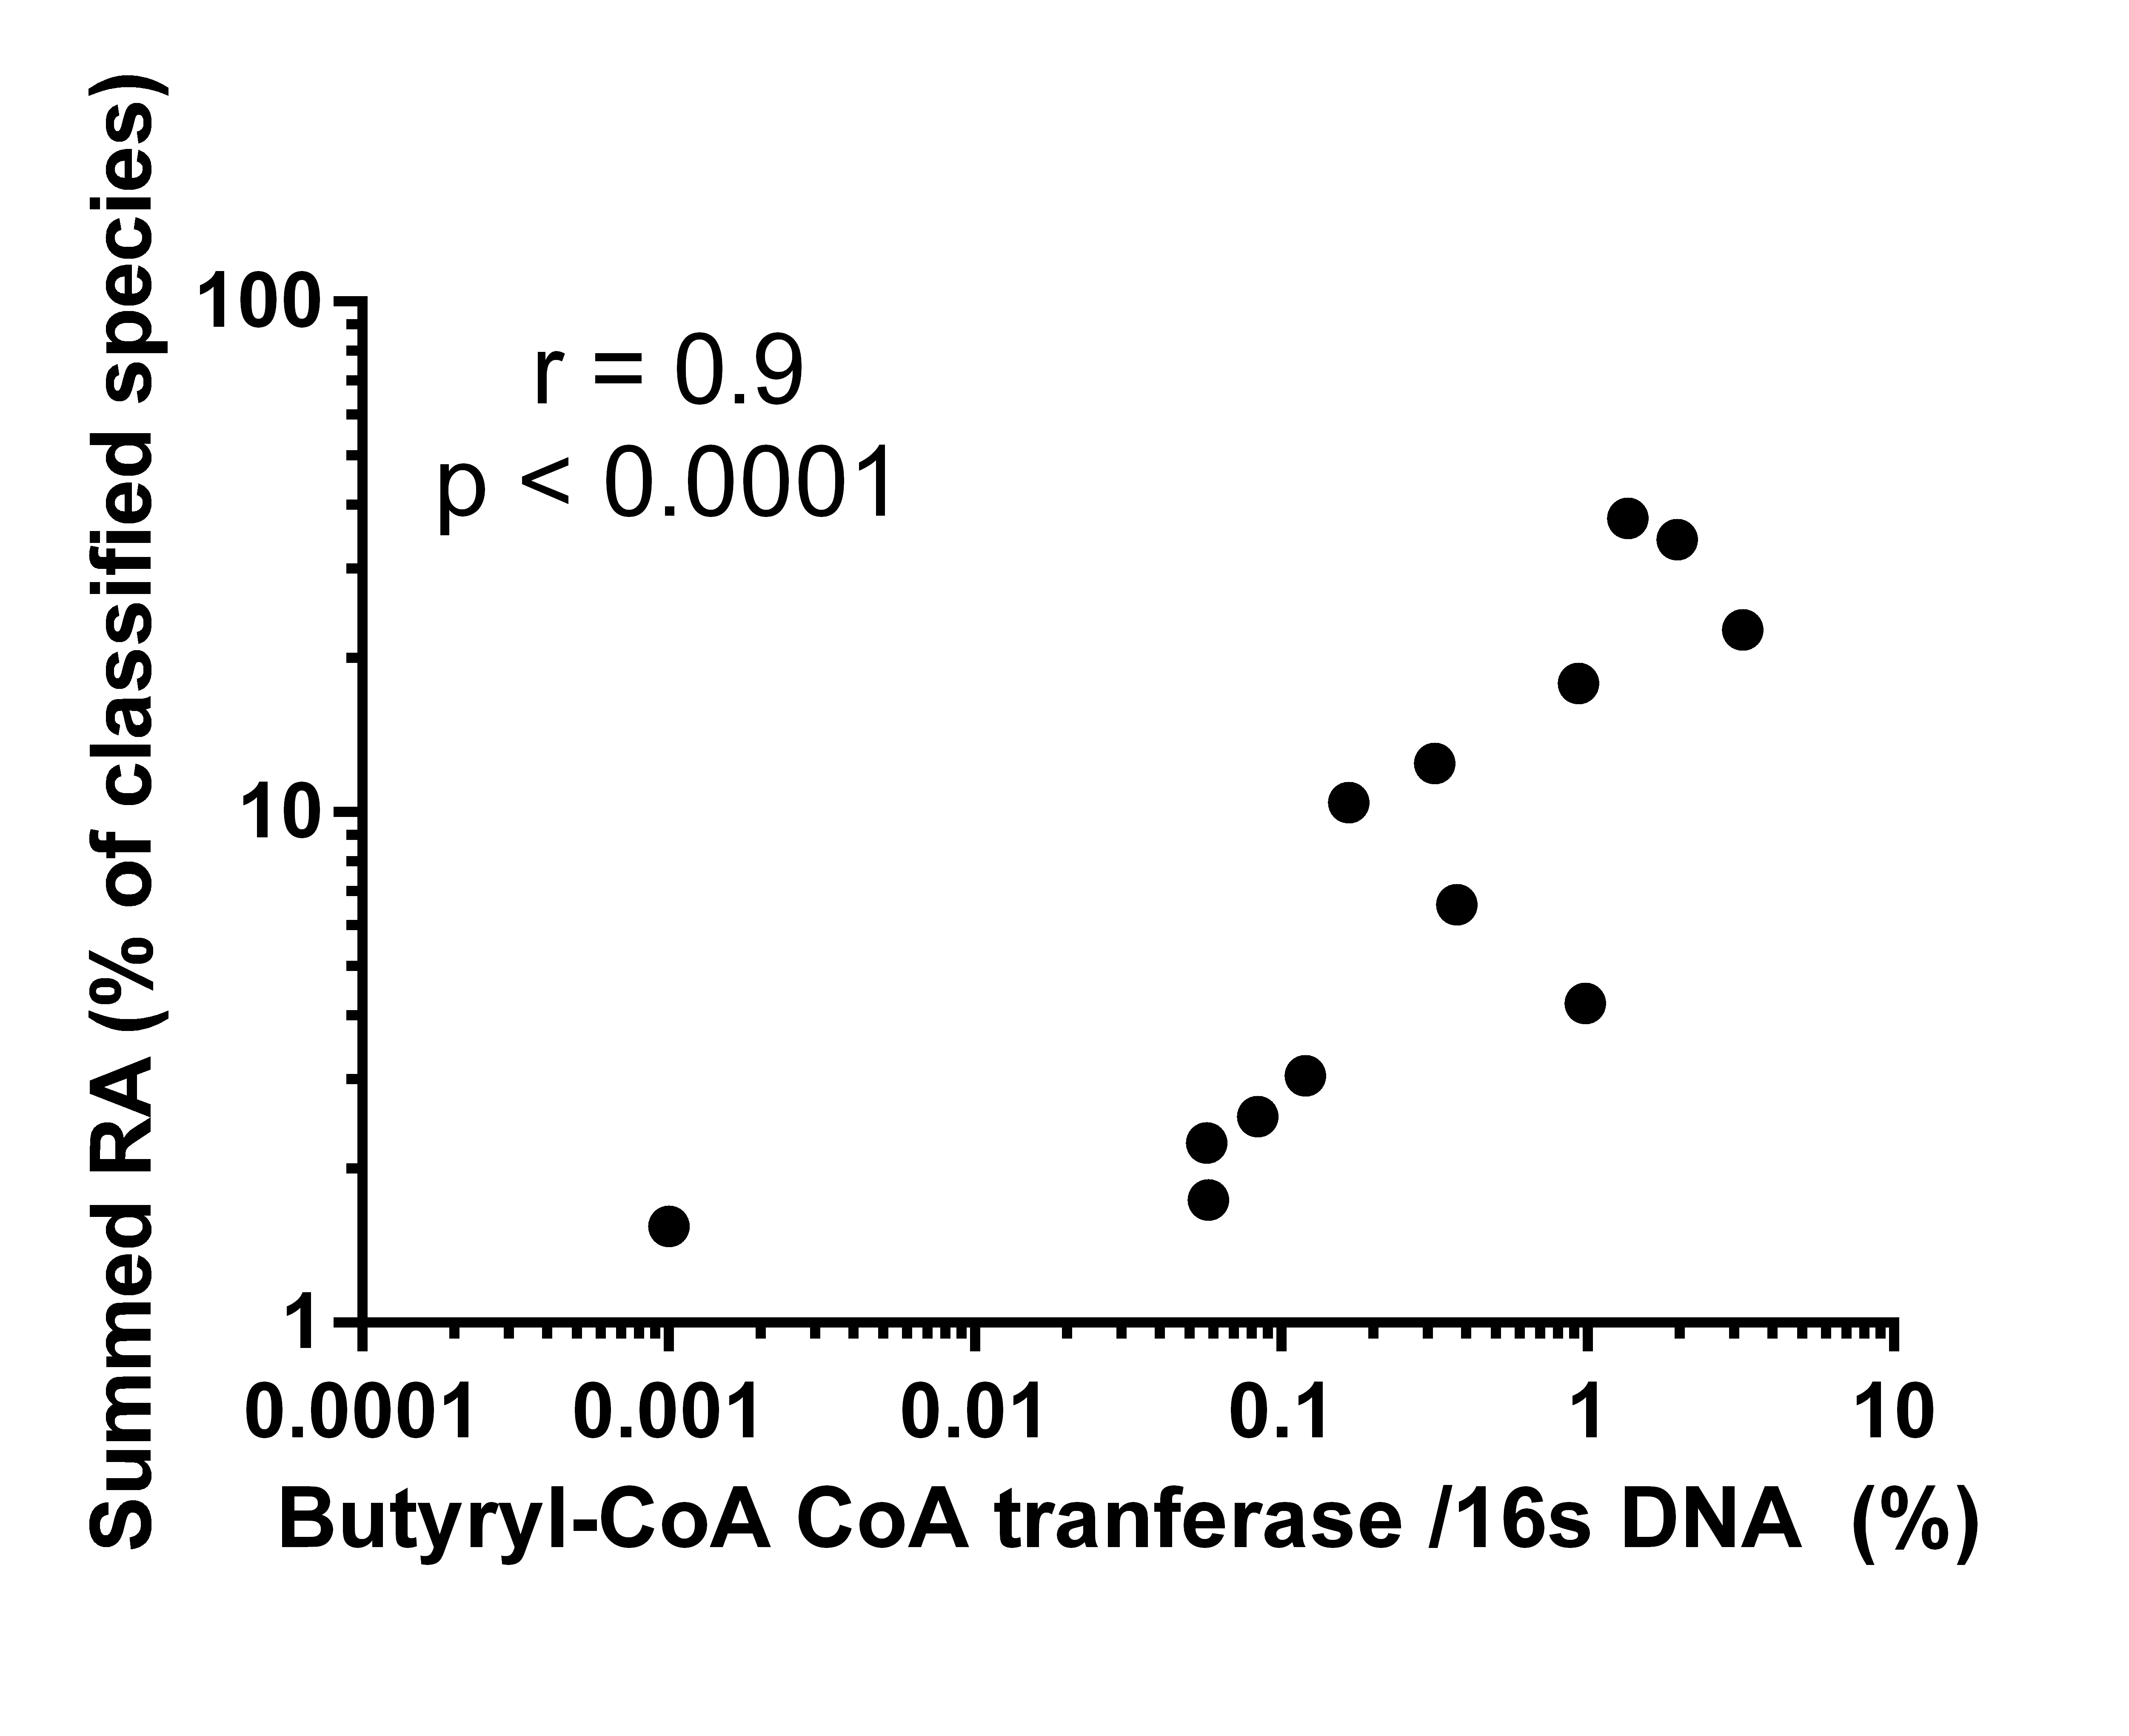 Summed RA (% of classified species)
100
r = 0.9
p < 0.0001
10
1
0.0001 0.001 0.01 0.1 1 10
Butyryl-CoA CoA tranferase /16s DNA (%)